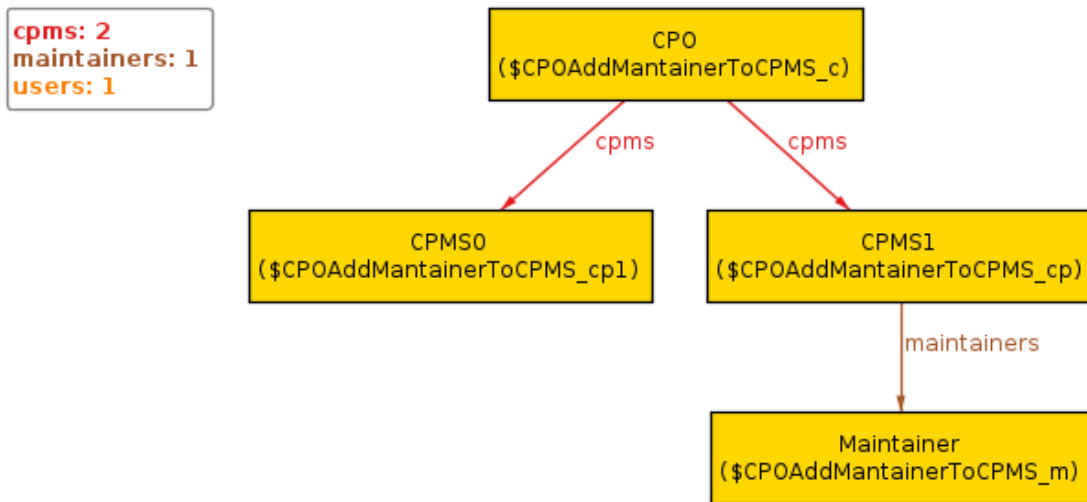 cpms: 2
maintainers: 1
users: 1
CPO
($CPOAddMantainerToCPMS_c)
cpms
cpms
CPMS0
($CPOAddMantainerToCPMS_cp1)
CPMS1
($CPOAddMantainerToCPMS_cp)
maintainers
Maintainer
($CPOAddMantainerToCPMS_m)